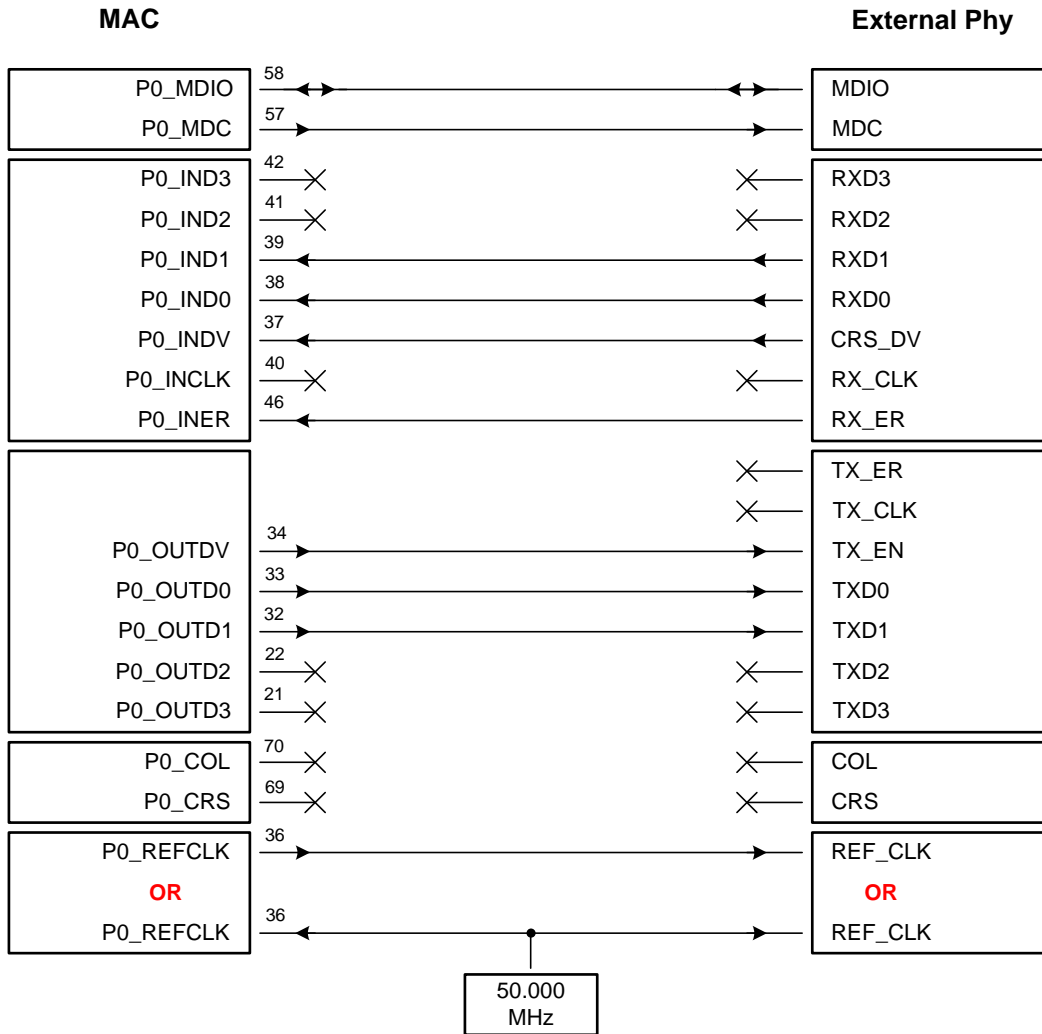 MAC External Phy
P0_MDIO 58 MDIO
P0_MDC 57 MDC
P0_IND3 42 RXD3
P0_IND2 41 RXD2
P0_IND1 39 RXD1
P0_IND0 38 RXD0
P0_INDV 37 CRS_DV
P0_INCLK 40 RX_CLK
P0_INER 46 RX_ER
TX_ER
TX_CLK
P0_OUTDV 34 TX_EN
P0_OUTD0 33 TXD0
P0_OUTD1 32 TXD1
P0_OUTD2 22 TXD2
P0_OUTD3 21 TXD3
P0_COL 70 COL
P0_CRS 69 CRS
P0_REFCLK 36 REF_CLK
OR OR
P0_REFCLK 36 REF_CLK
50.000
MHz